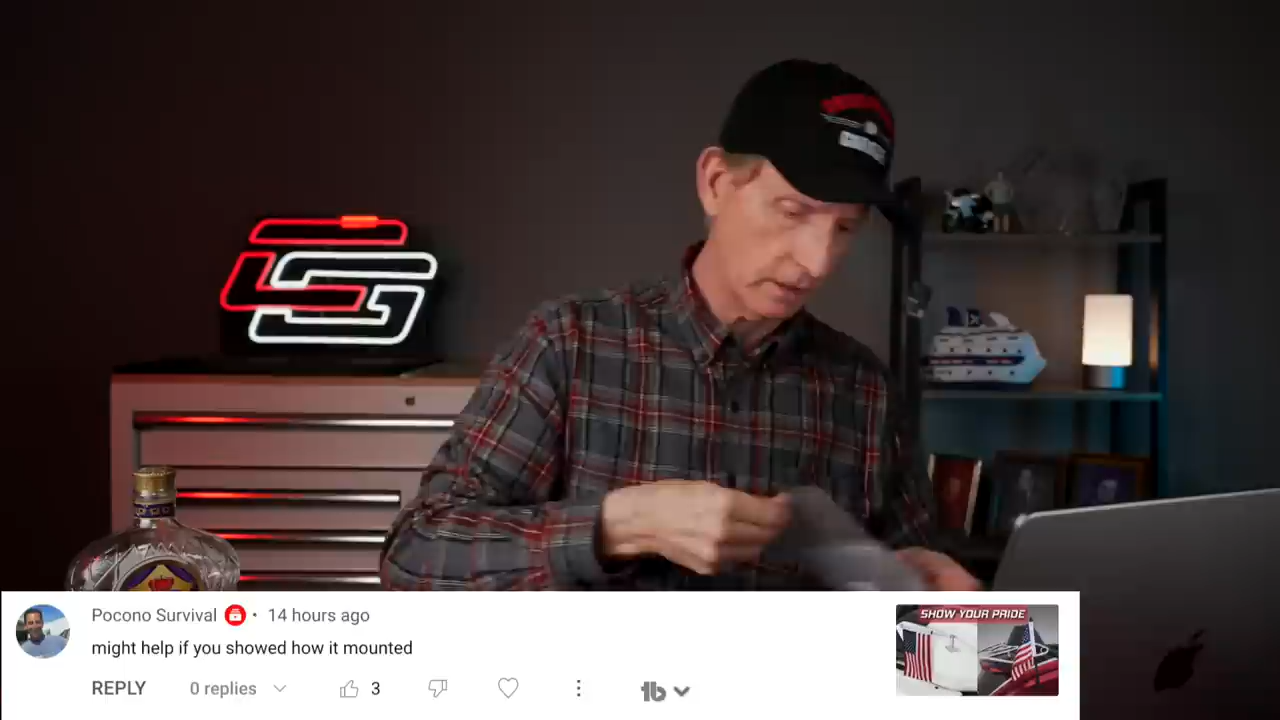 Pocono Survival · 14 hours ago
might help if you showed how it mounted
REPLY 0 replies 3
SHOW YOUR PRIDE